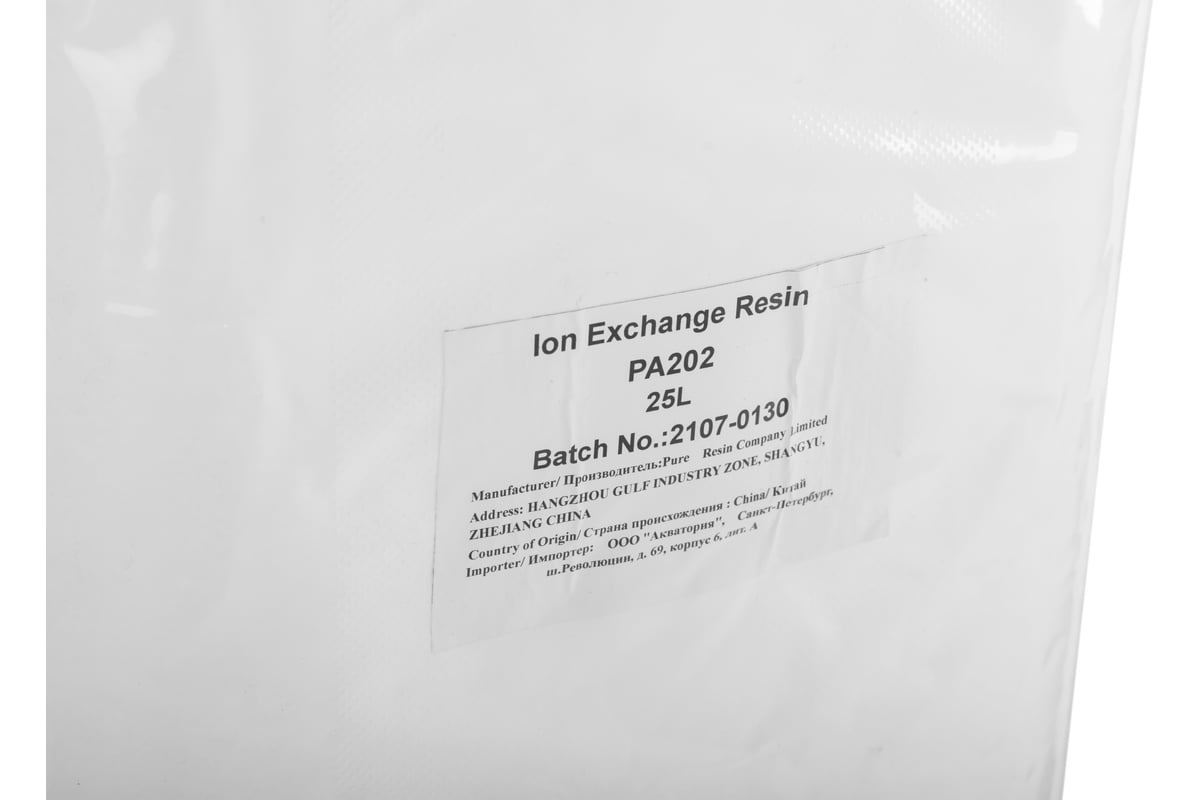 Ion Exchange Resin
PA202
25L
Batch No.:2107-0130
Manufacturer/ Производитель:Pure Resin Company Limited
Address: HANGZHOU GULF INDUSTRY ZONE, SHANGYU,
ZHEJIANG CHINA
Country of Origin/ Страна происхождения : China/ Китай
Importer/ Импортер: ООО "Акватория", Санкт-Петербург,
ш.Революции, д. 69, корпус 6, лит. А